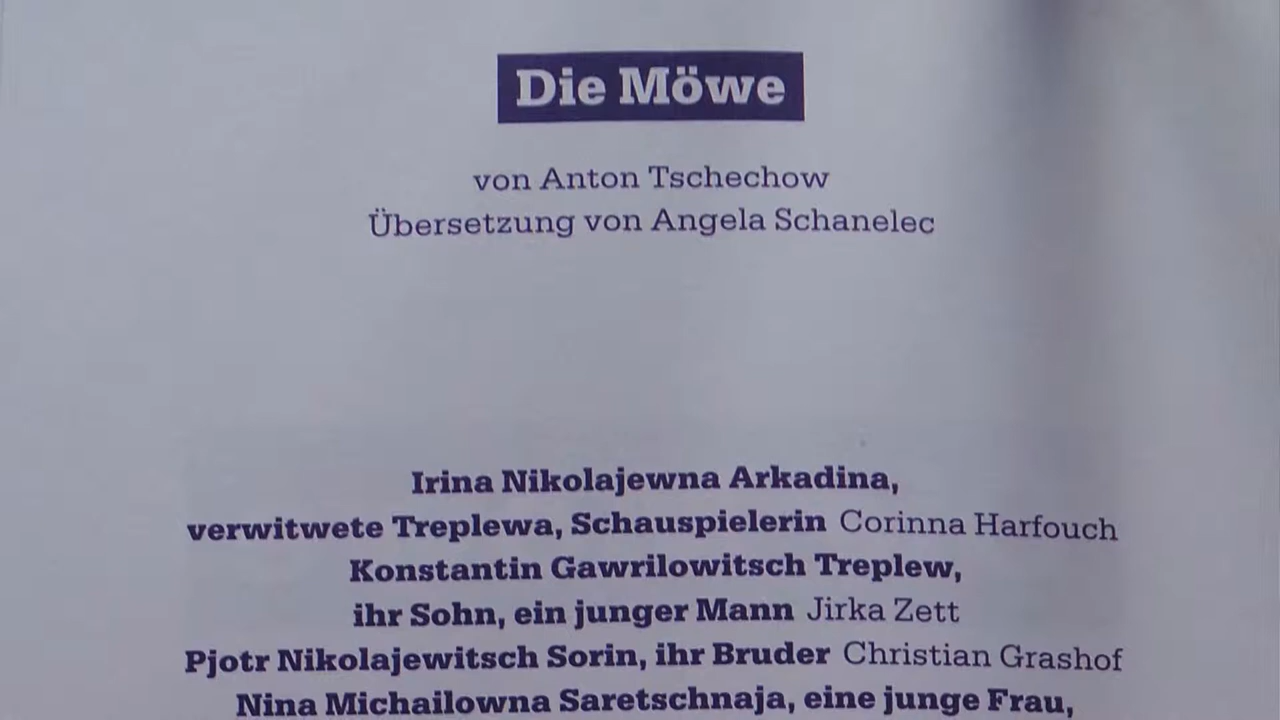 Die Möwe
von Anton Tschechow
Übersetzung von Angela Schanelec
Irina Nikolajewna Arkadina,
verwitwete Treplewa, Schauspielerin Corinna Harfouch
Konstantin Gawrilowitsch Treplew,
ihr Sohn, ein junger Mann Jirka Zett
Pjotr Nikolajewitsch Sorin, ihr Bruder Christian Grashof
Nina Michailowna Saretschnaja, eine junge Frau,